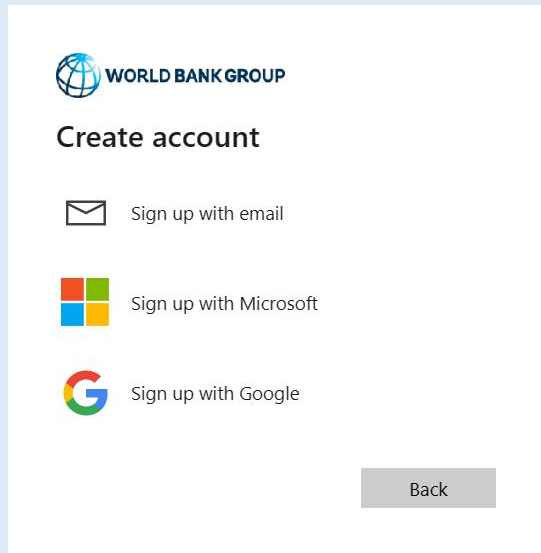 WORLD BANK GROUP
Create account
Sign up with email
Sign up with Microsoft
Sign up with Google
Back